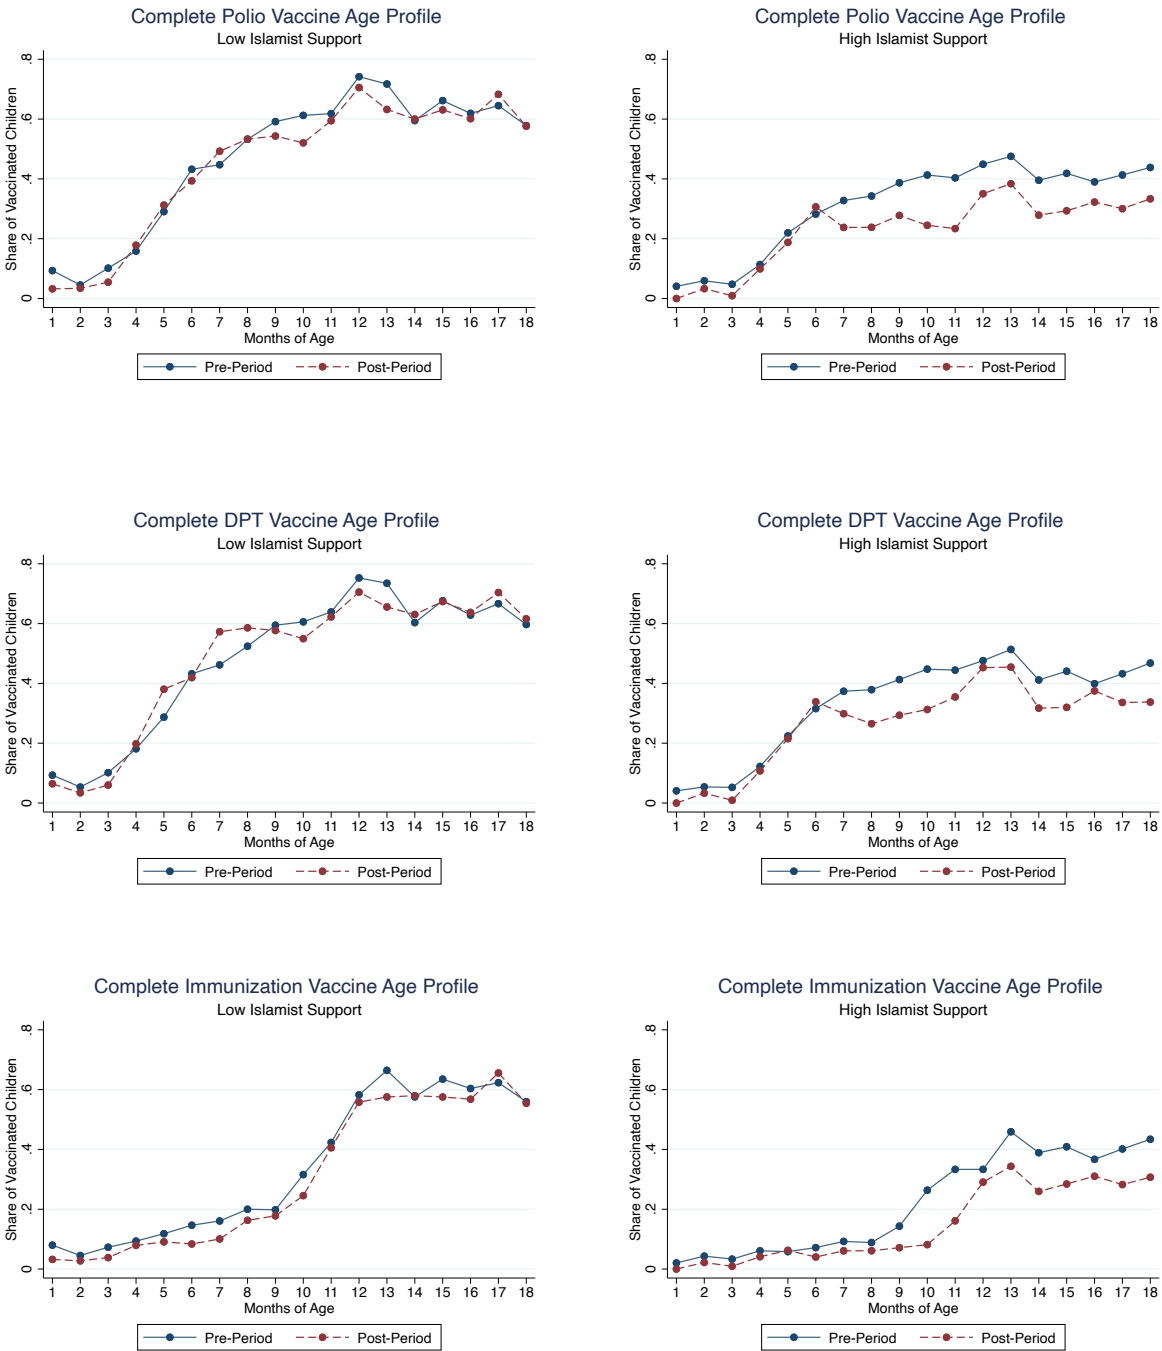 Complete Polio Vaccine Age Profile
Low Islamist Support
Share of Vaccinated Children
.8
.6
.4
.2
0
1 2 3 4 5 6 7 8 9 10 11 12 13 14 15 16 17 18
Months of Age
Pre-Period Post-Period
Complete Polio Vaccine Age Profile
High Islamist Support
Share of Vaccinated Children
.8
.6
.4
.2
0
1 2 3 4 5 6 7 8 9 10 11 12 13 14 15 16 17 18
Months of Age
Pre-Period Post-Period
Complete DPT Vaccine Age Profile
Low Islamist Support
Share of Vaccinated Children
.8
.6
.4
.2
0
1 2 3 4 5 6 7 8 9 10 11 12 13 14 15 16 17 18
Months of Age
Pre-Period Post-Period
Complete DPT Vaccine Age Profile
High Islamist Support
Share of Vaccinated Children
.8
.6
.4
.2
0
1 2 3 4 5 6 7 8 9 10 11 12 13 14 15 16 17 18
Months of Age
Pre-Period Post-Period
Complete Immunization Vaccine Age Profile
Low Islamist Support
Share of Vaccinated Children
.8
.6
.4
.2
0
1 2 3 4 5 6 7 8 9 10 11 12 13 14 15 16 17 18
Months of Age
Pre-Period Post-Period
Complete Immunization Vaccine Age Profile
High Islamist Support
Share of Vaccinated Children
.8
.6
.4
.2
0
1 2 3 4 5 6 7 8 9 10 11 12 13 14 15 16 17 18
Months of Age
Pre-Period Post-Period